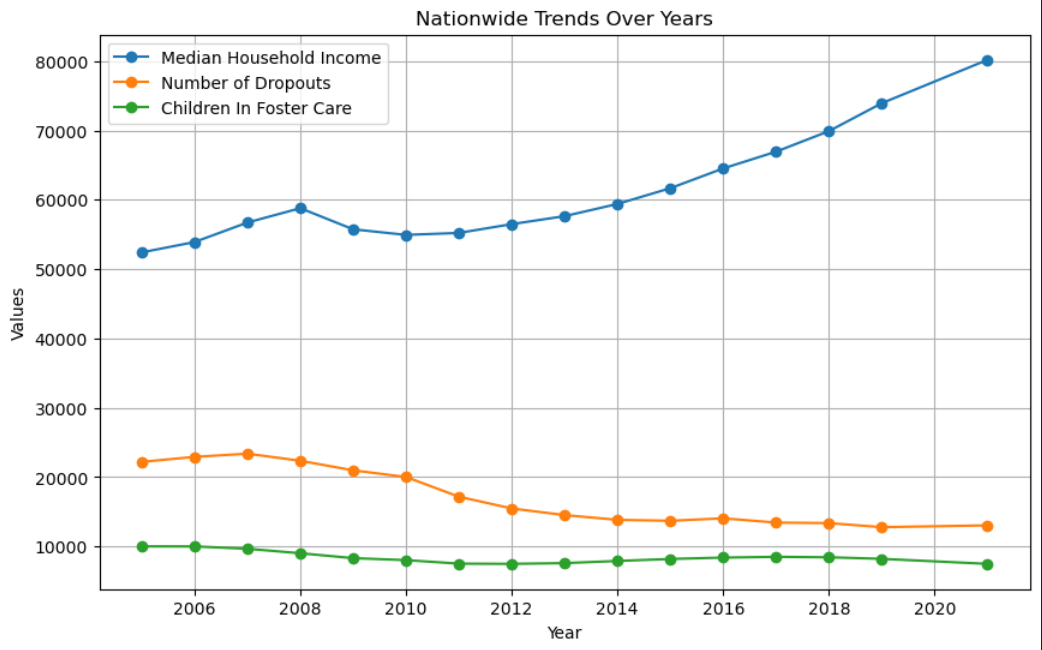 Nationwide Trends Over Years
Median Household Income
Number of Dropouts
Children In Foster Care
Values
80000
70000
60000
50000
40000
30000
20000
10000
2006 2008 2010 2012 2014 2016 2018 2020
Year